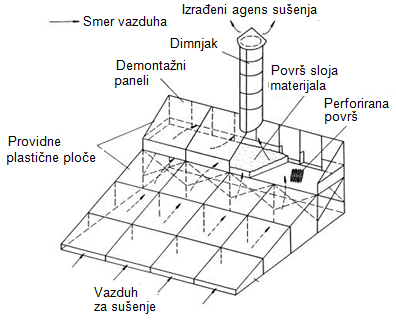 Smer vazduha
Izrađeni agens sušenja
Dimnjak
Demontažni
paneli
Površ sloja
materijala
Perforirana
površ
Providne
plastične ploče
Vazduh
za sušenje